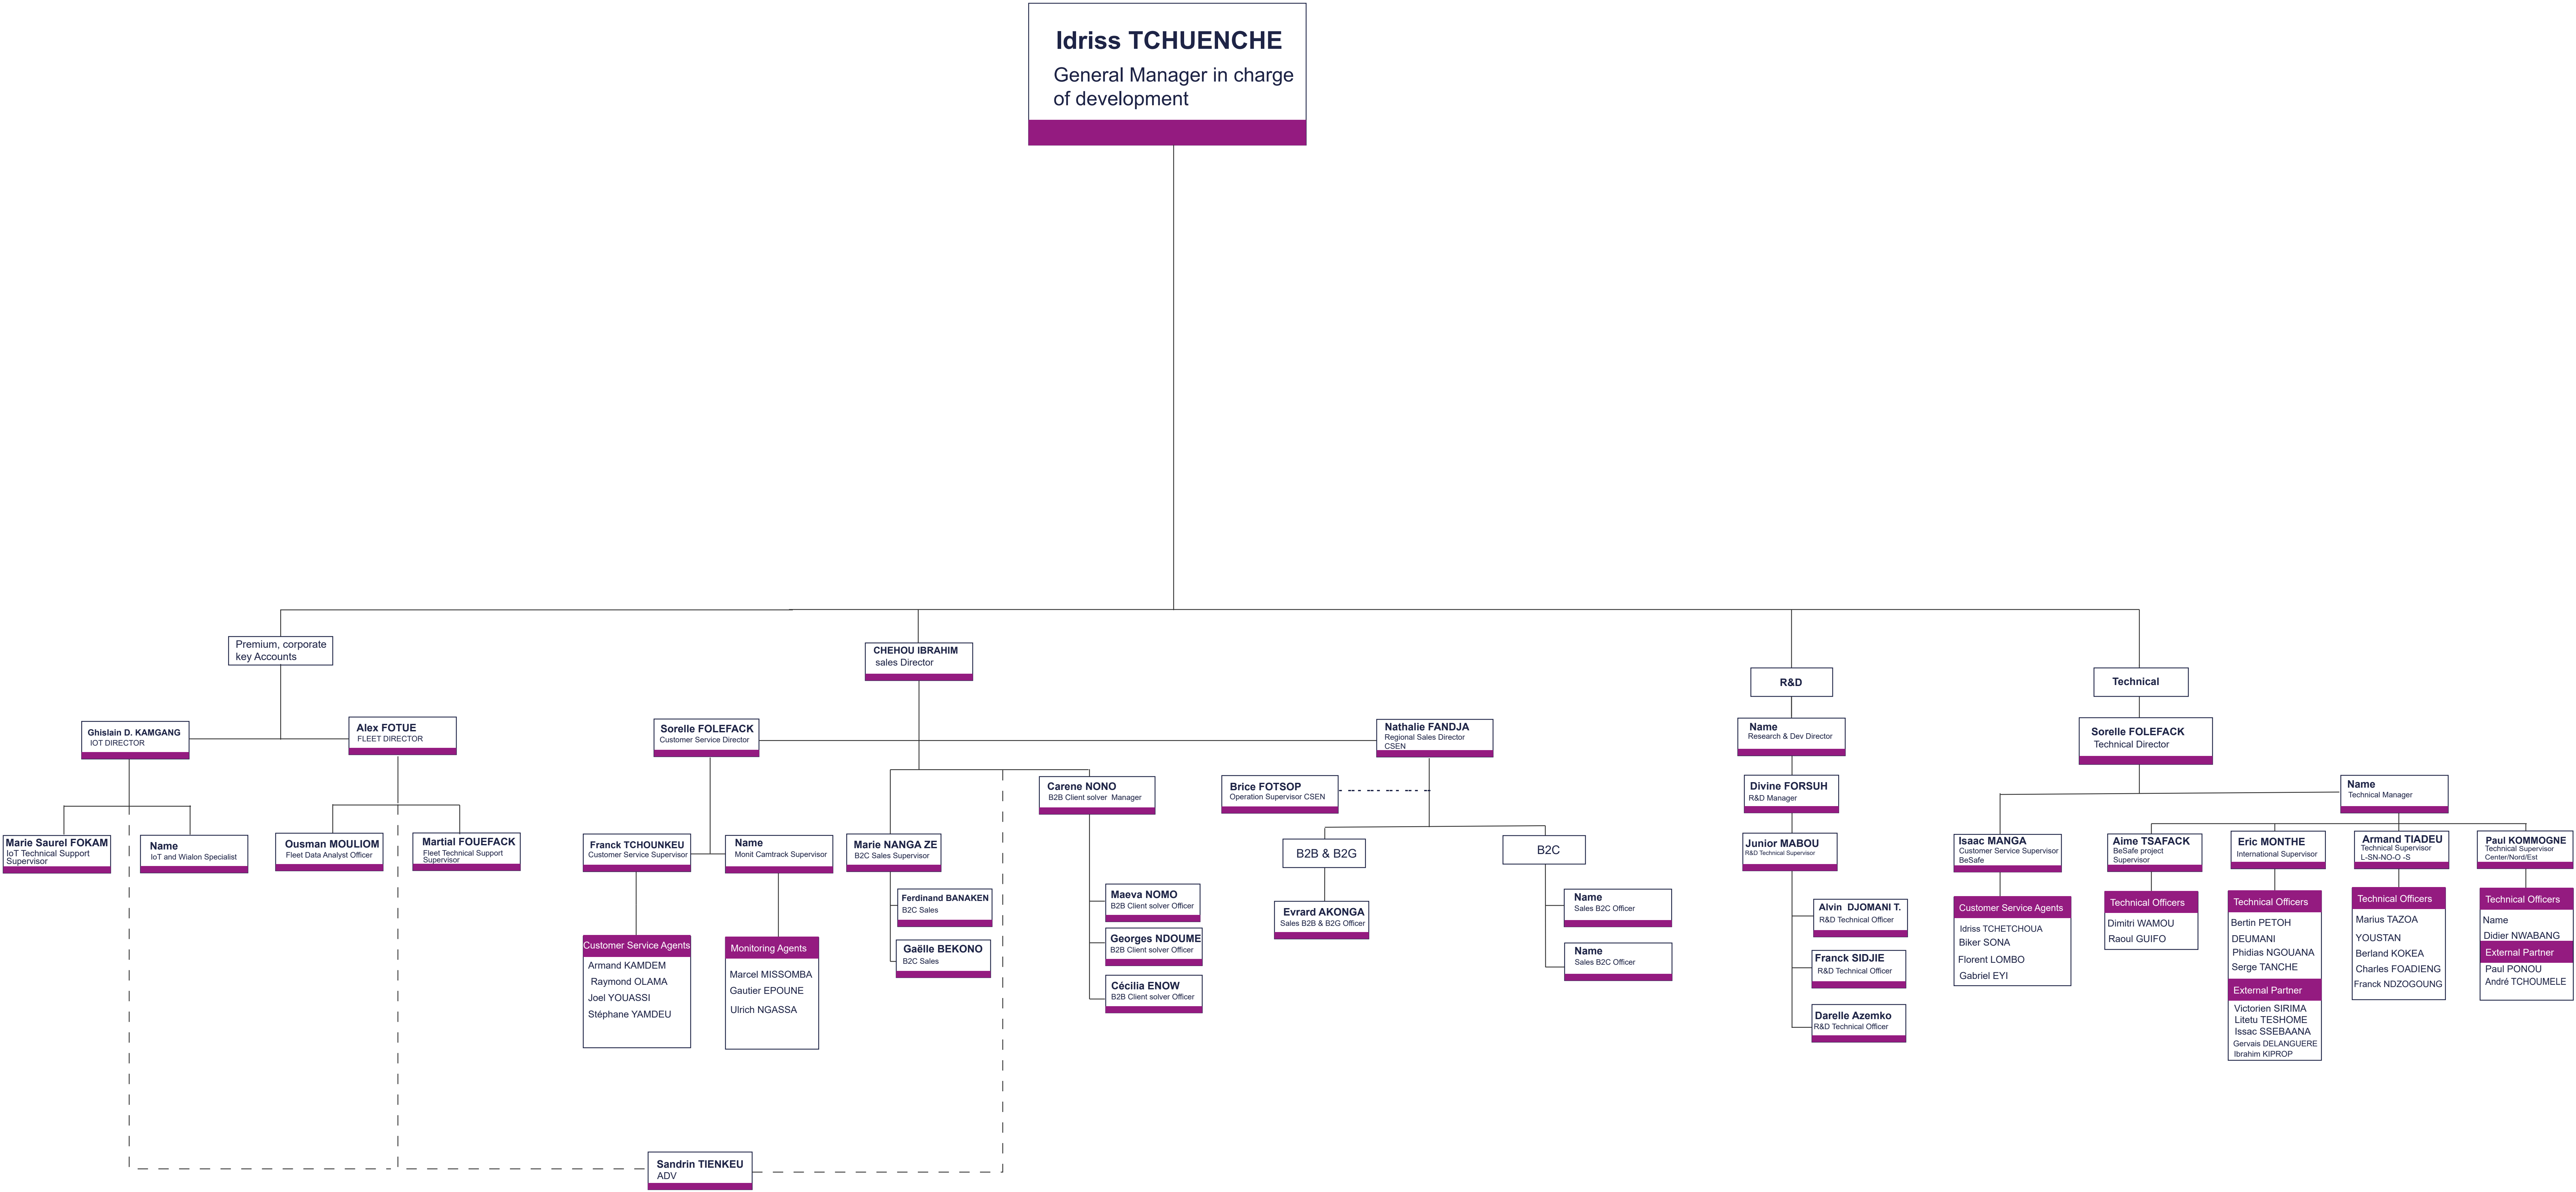 Idriss TCHUENCHE
General Manager in charge
of development
Premium, corporate
key Accounts
CHEHOU IBRAHIM
sales Director
R&D
Technical
Ghislain D. KAMGANG
IOT DIRECTOR
Alex FOTUE
FLEET DIRECTOR
Sorelle FOLEFACK
Customer Service Director
Nathalie FANDJA
Regional Sales Director
CSEN
Name
Research & Dev Director
Sorelle FOLEFACK
Technical Director
Carene NONO
B2B Client solver Manager
Brice FOTSOP
Operation Supervisor CSEN
Divine FORSUH
R&D Manager
Name
Technical Manager
Marie Saurel FOKAM
IoT Technical Support
Supervisor
Name
IoT and Wialon Specialist
Ousman MOULIOM
Fleet Data Analyst Officer
Martial FOUEFACK
Fleet Technical Support
Supervisor
Franck TCHOUNKEU
Customer Service Supervisor
Name
Monit Camtrack Supervisor
Marie NANGA ZE
B2C Sales Supervisor
B2B & B2G
B2C
Junior MABOU
R&D Technical Supervisor
Isaac MANGA
Customer Service Supervisor
BeSafe
Aime TSAFACK
BeSafe project
Supervisor
Eric MONTHE
International Supervisor
Armand TIADEU
Technical Supervisor
L-SN-NO-O -S
Paul KOMMOGNE
Technical Supervisor
Center/Nord/Est
Ferdinand BANAKEN
B2C Sales
Gaëlle BEKONO
B2C Sales
Maeva NOMO
B2B Client solver Officer
Georges NDOUME
B2B Client solver Officer
Cécilia ENOW
B2B Client solver Officer
Evrard AKONGA
Sales B2B & B2G Officer
Name
Sales B2C Officer
Name
Sales B2C Officer
Alvin DJOMANI T.
R&D Technical Officer
Franck SIDJIE
R&D Technical Officer
Darelle Azemko
R&D Technical Officer
Customer Service Agents
Armand KAMDEM
Raymond OLAMA
Joel YOUASSI
Stéphane YAMDEU
Monitoring Agents
Marcel MISSOMBA
Gautier EPOUNE
Ulrich NGASSA
Customer Service Agents
Idriss TCHETCHOUA
Biker SONA
Florent LOMBO
Gabriel EYI
Technical Officers
Dimitri WAMOU
Raoul GUIFO
Technical Officers
Bertin PETOH
DEUMANI
Phidias NGOUANA
Serge TANCHE
External Partner
Victorien SIRIMA
Litetu TESHOME
Issac SSEBAANA
Gervais DELANGUERE
Ibrahim KIPROP
Technical Officers
Marius TAZOA
YOUSTAN
Berland KOKEA
Charles FOADIENG
Franck NDZOGOUNG
Technical Officers
Name
Didier NWABANG
External Partner
Paul PONOU
André TCHOUMELE
Sandrin TIENKEU
ADV